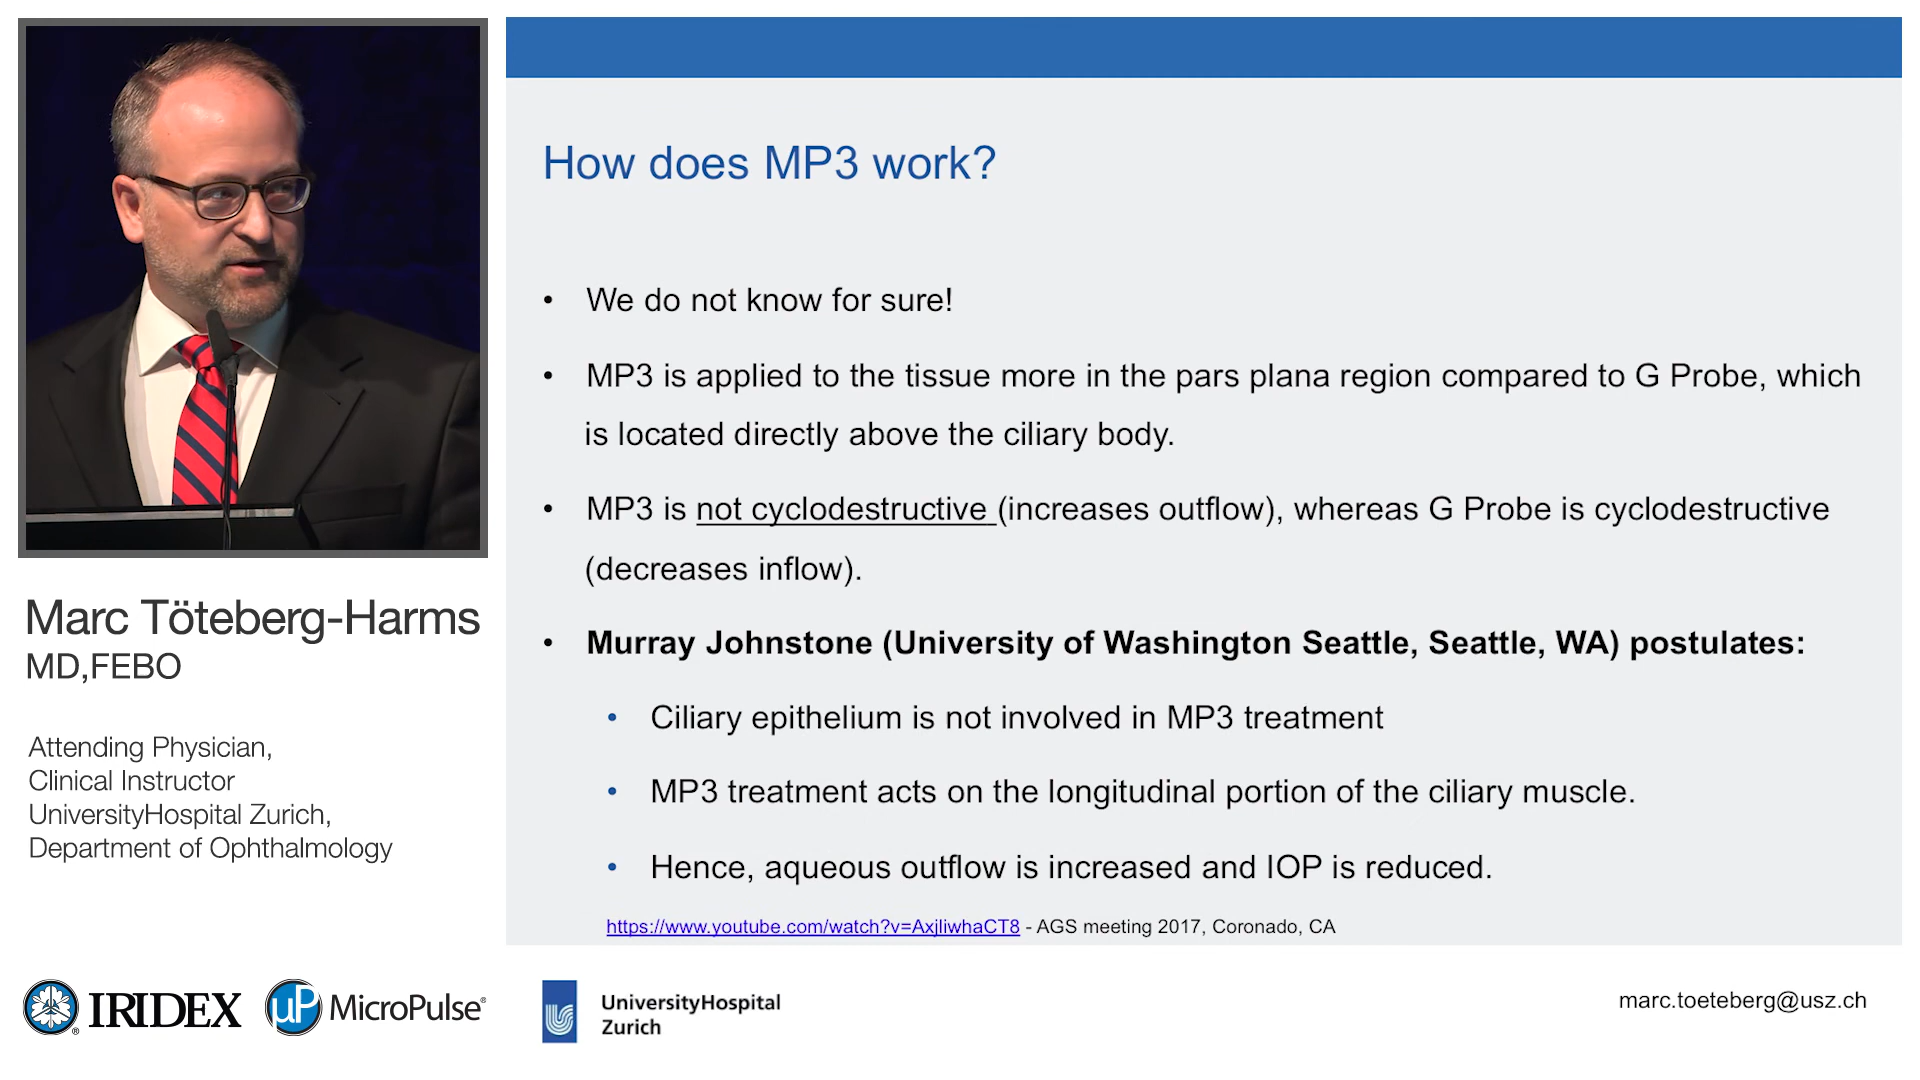 How does MP3 work?
• We do not know for sure!
• MP3 is applied to the tissue more in the pars plana region compared to G Probe, which
is located directly above the ciliary body.
• MP3 is not cyclodestructive (increases outflow), whereas G Probe is cyclodestructive
(decreases inflow).
• Murray Johnstone (University of Washington Seattle, Seattle, WA) postulates:
• Ciliary epithelium is not involved in MP3 treatment
• MP3 treatment acts on the longitudinal portion of the ciliary muscle.
• Hence, aqueous outflow is increased and IOP is reduced.
https://www.youtube.com/watch?v=AxjliwhaCT8 - AGS meeting 2017, Coronado, CA
Marc Töteberg-Harms
MD,FEBO
Attending Physician,
Clinical Instructor
UniversityHospital Zurich,
Department of Ophthalmology
IRIDEX®
µP MicroPulse®
UniversityHospital
Zurich
marc.toeteberg@usz.ch